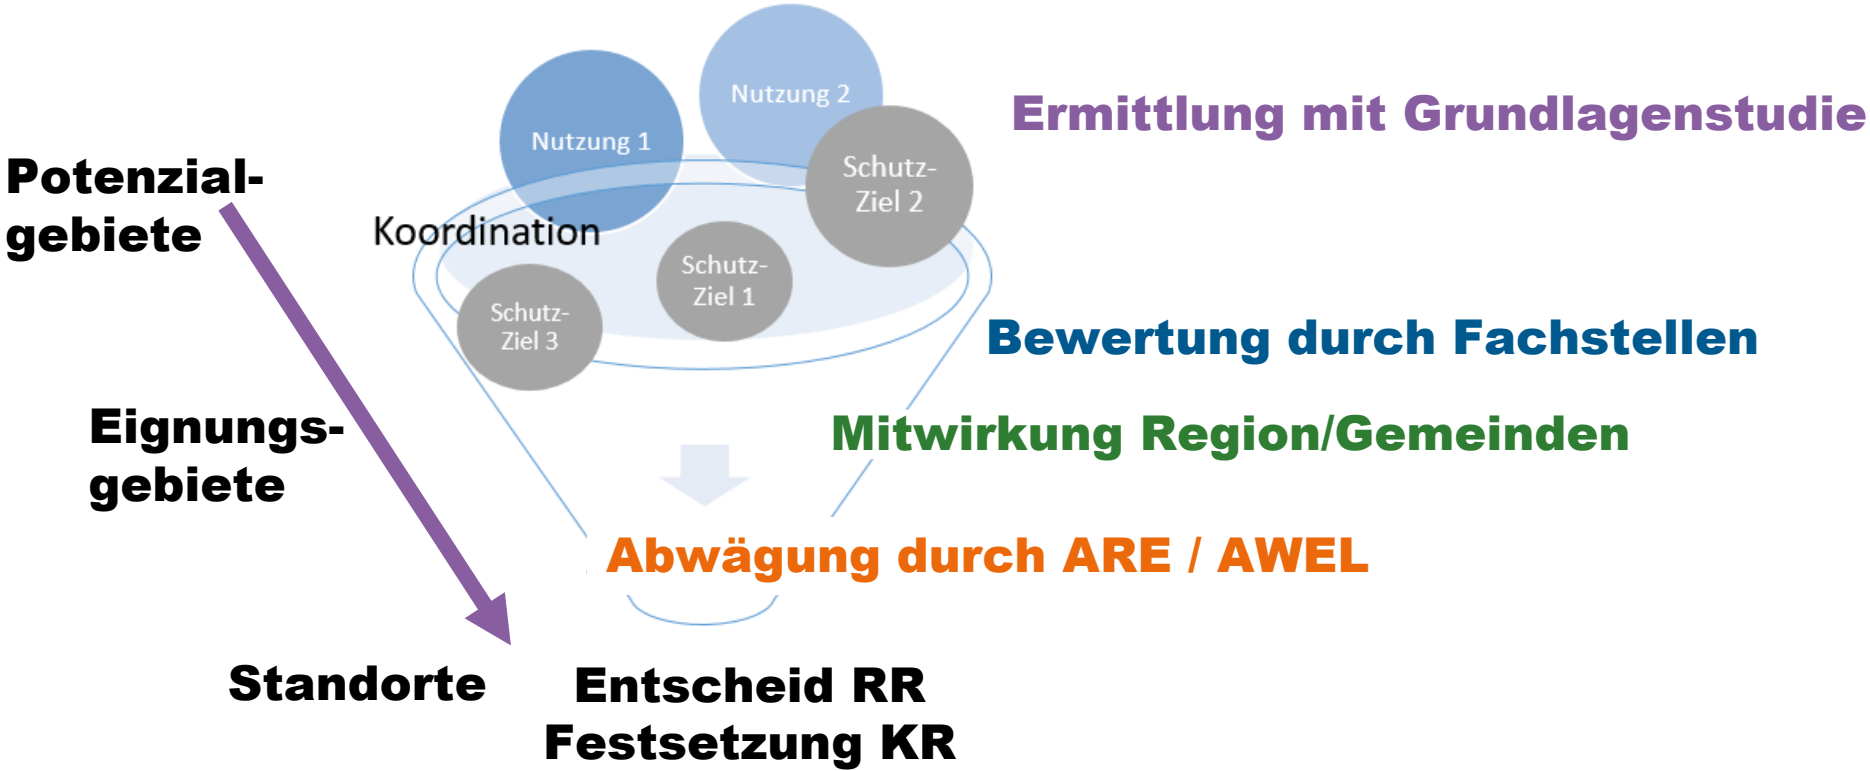 Nutzung 2
Ermittlung mit Grundlagenstudie
Nutzung 1
Potenzial-
gebiete
Schutz-
Ziel 2
Koordination
Schutz-
Ziel 1
Schutz-
Ziel 3
Bewertung durch Fachstellen
Eignungs-
gebiete
Mitwirkung Region/Gemeinden
Abwägung durch ARE / AWEL
Standorte
Entscheid RR
Festsetzung KR